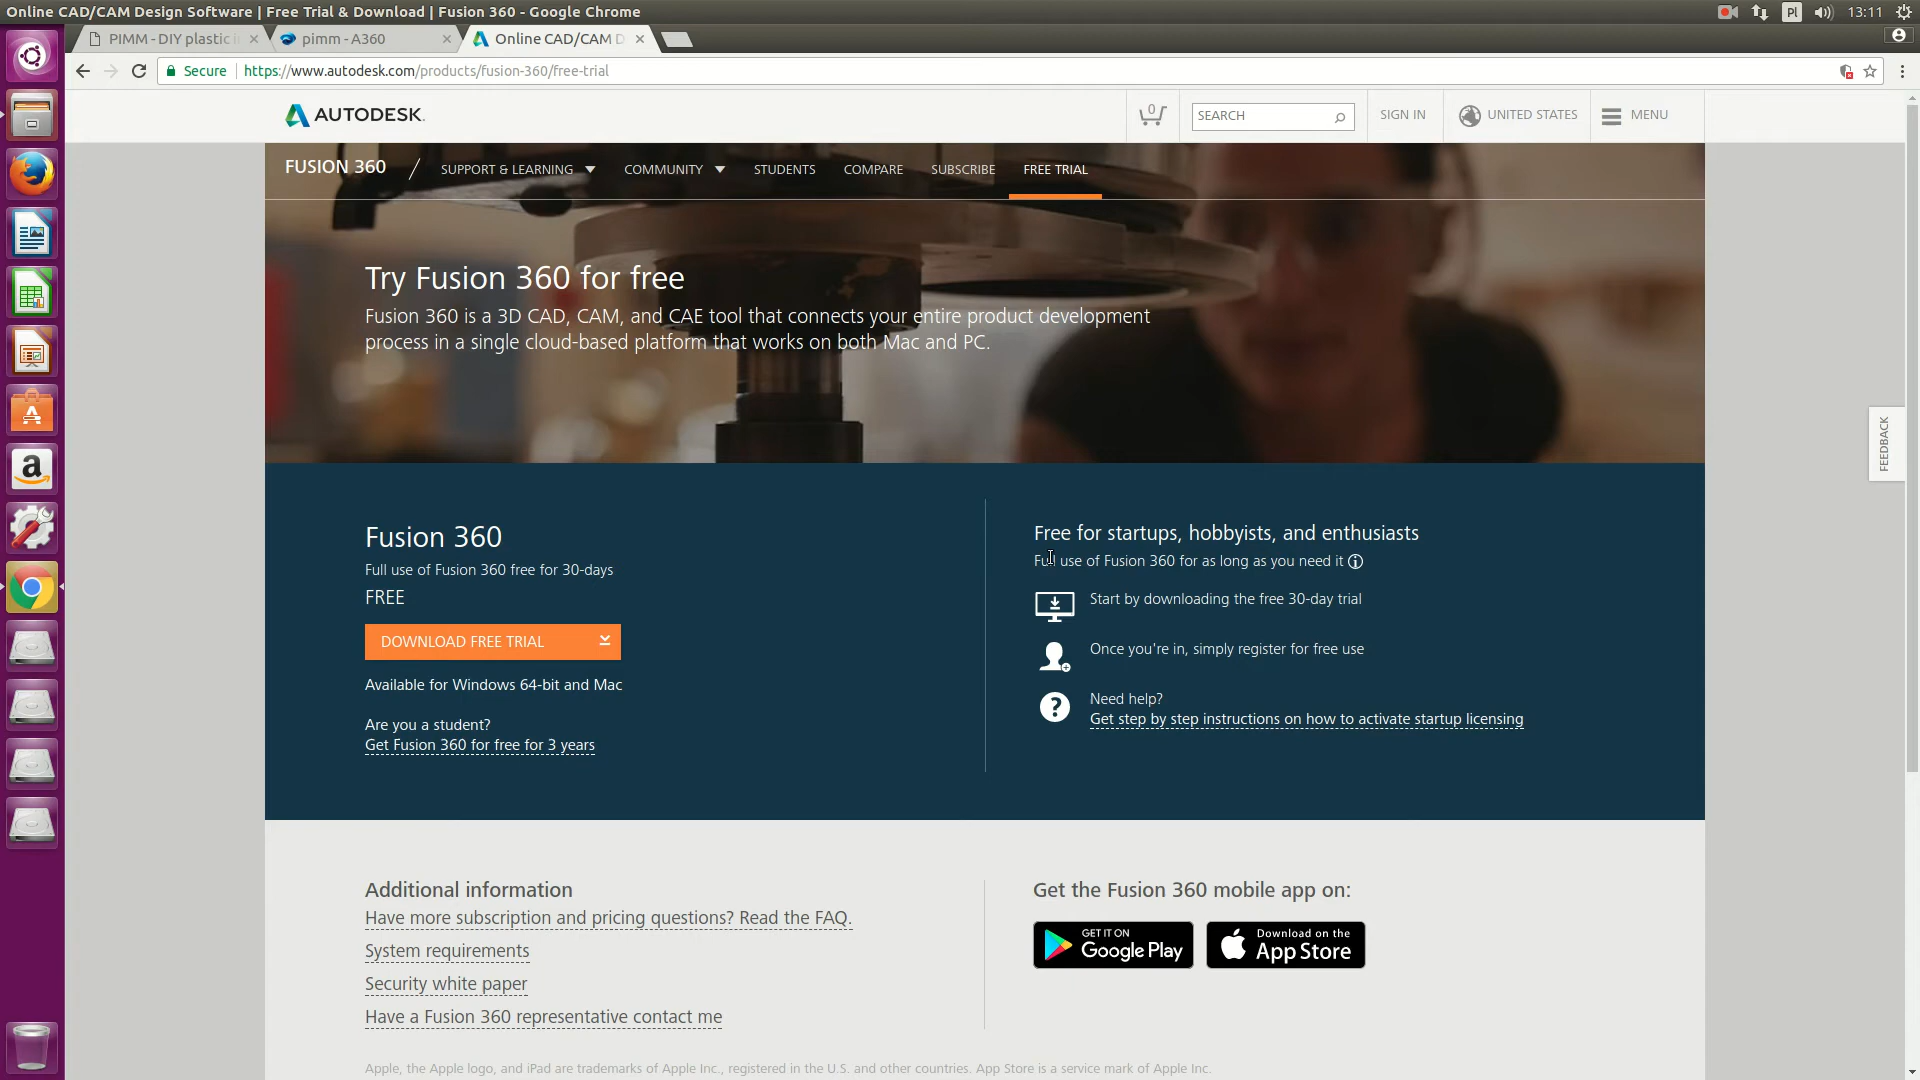 Online CAD/CAM Design Software | Free Trial & Download | Fusion 360 - Google Chrome
Pl
13:11
PIMM - DIY plastic i
pimm - A360
Online CAD/CAM D
Secure
https://www.autodesk.com/products/fusion-360/free-trial
AUTODESK.
0
SEARCH
SIGN IN
UNITED STATES
MENU
FUSION 360
SUPPORT & LEARNING
COMMUNITY
STUDENTS
COMPARE
SUBSCRIBE
FREE TRIAL
Try Fusion 360 for free
Fusion 360 is a 3D CAD, CAM, and CAE tool that connects your entire product development
process in a single cloud-based platform that works on both Mac and PC.
FEEDBACK
Fusion 360
Full use of Fusion 360 free for 30-days
FREE
DOWNLOAD FREE TRIAL
Available for Windows 64-bit and Mac
Are you a student?
Get Fusion 360 for free for 3 years
Free for startups, hobbyists, and enthusiasts
Full use of Fusion 360 for as long as you need it
Start by downloading the free 30-day trial
Once you're in, simply register for free use
Need help?
Get step by step instructions on how to activate startup licensing
Additional information
Have more subscription and pricing questions? Read the FAQ.
System requirements
Security white paper
Have a Fusion 360 representative contact me
Get the Fusion 360 mobile app on:
GET IT ON
Google Play
Download on the
App Store
Apple, the Apple logo, and iPad are trademarks of Apple Inc., registered in the U.S. and other countries. App Store is a service mark of Apple Inc.